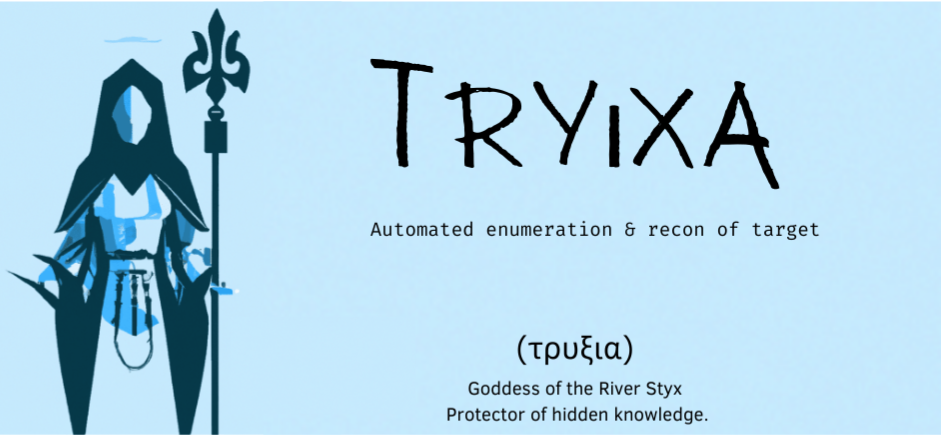 TRYIXA
Automated enumeration & recon of target
(τρυξια)
Goddess of the River Styx
Protector of hidden knowledge.